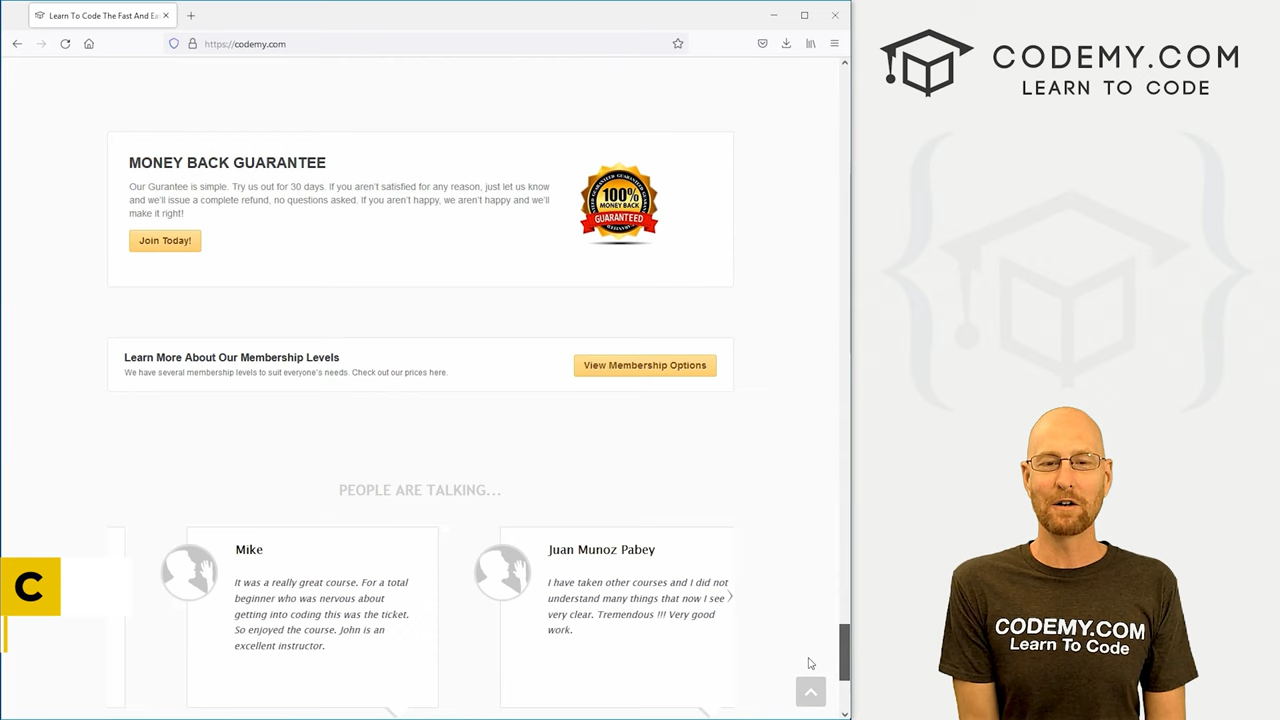 Learn To Code The Fast And Ea
https://codemy.com
MONEY BACK GUARANTEE
Our Gurantee is simple. Try us out for 30 days. If you aren't satisfied for any reason, just let us know
and we'll issue a complete refund, no questions asked. If you aren't happy, we aren't happy and we'll
make it right!
Join Today!
100%
MONEY BACK
GUARANTEED
Learn More About Our Membership Levels
We have several membership levels to suit everyone's needs. Check out our prices here.
View Membership Options
PEOPLE ARE TALKING...
Mike
It was a really great course. For a total
beginner who was nervous about
getting into coding this was the ticket.
So enjoyed the course. John is an
excellent instructor.
Juan Munoz Pabey
I have taken other courses and I did not
understand many things that now I see
very clear. Tremendous !!! Very good
work.
C
CODEMY.COM
LEARN TO CODE
CODEMY.COM
Learn To Code